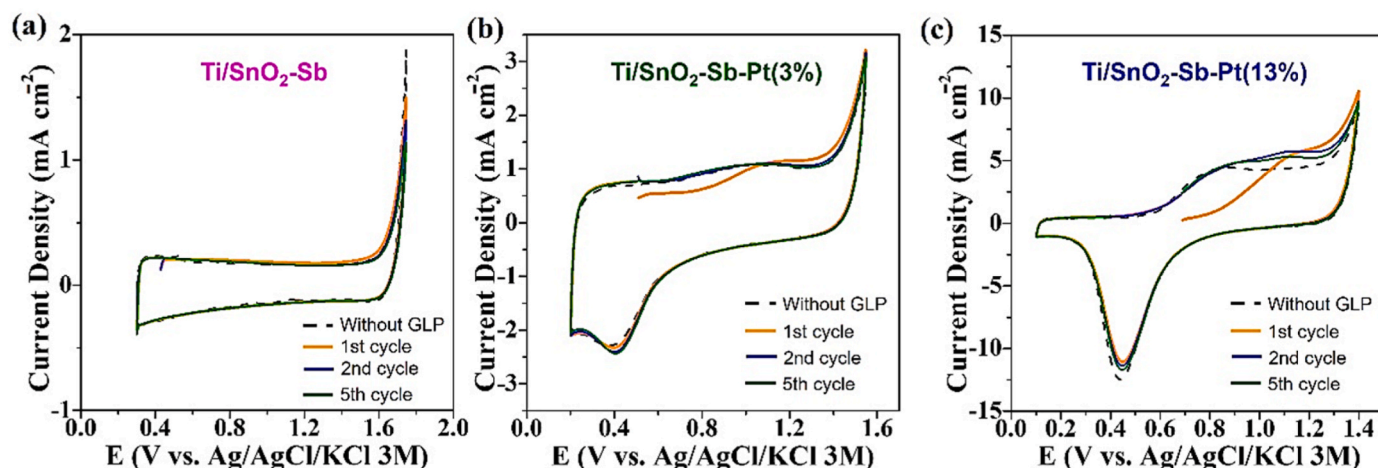 (a)
Ti/SnO₂-Sb
Current Density (mA cm⁻²)
2
1
0
-1
0.0
0.4
0.8
1.2
1.6
2.0
E (V vs. Ag/AgCl/KCl 3M)
Without GLP
1st cycle
2nd cycle
5th cycle
(b)
Ti/SnO₂-Sb-Pt(3%)
Current Density (mA cm⁻²)
3
2
1
0
-1
-2
-3
0.0
0.4
0.8
1.2
1.6
E (V vs. Ag/AgCl/KCl 3M)
Without GLP
1st cycle
2nd cycle
5th cycle
(c)
Ti/SnO₂-Sb-Pt(13%)
Current Density (mA cm⁻²)
15
10
5
0
-5
-10
-15
0.0
0.2
0.4
0.6
0.8
1.0
1.2
1.4
E (V vs. Ag/AgCl/KCl 3M)
Without GLP
1st cycle
2nd cycle
5th cycle